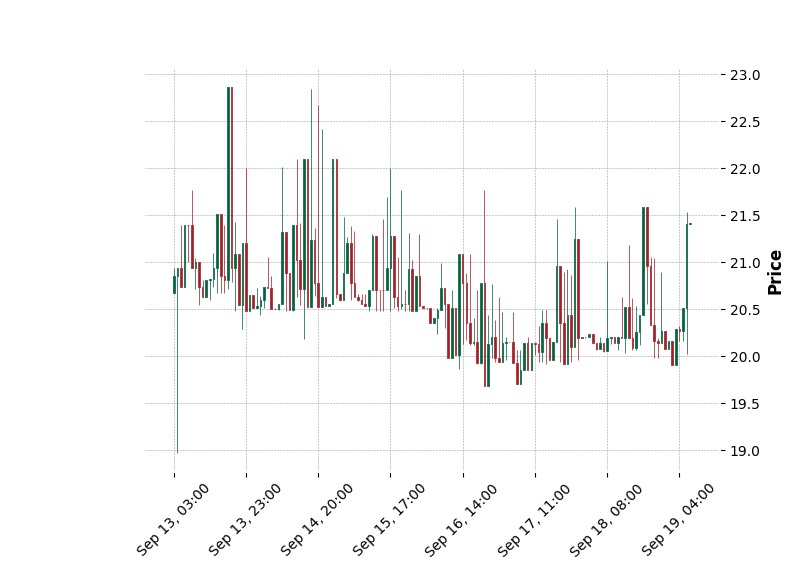 23.0
22.5
22.0
21.5
21.0
20.5
20.0
19.5
19.0
Price
Sep 13, 03:00
Sep 13, 23:00
Sep 14, 20:00
Sep 15, 17:00
Sep 16, 14:00
Sep 17, 11:00
Sep 18, 08:00
Sep 19, 04:00